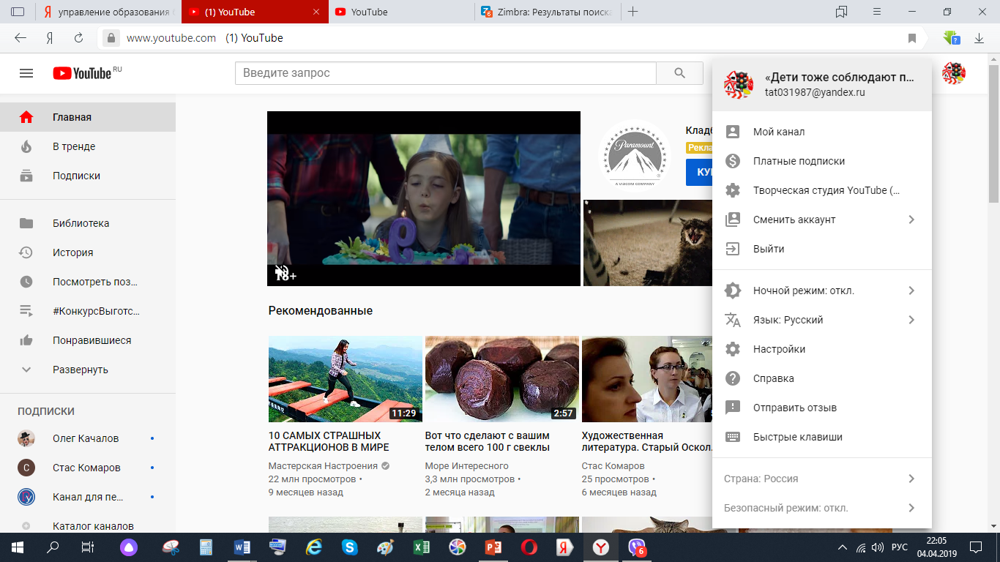 управление образования
(1) YouTube
YouTube
Zimbra: Результаты поиска
6
www.youtube.com (1) YouTube
YouTube RU
Введите запрос
Главная
В тренде
Подписки
Библиотека
История
Посмотреть поз...
#КонкурсВыготс...
Понравившиеся
Развернуть
ПОДПИСКИ
Олег Качалов
С Стас Комаров
Канал для пе...
Каталог каналов
9
18+
Paramount
A VIACOM COMPANY
Рекомендованные
11:29
10 САМЫХ СТРАШНЫХ
АТТРАКЦИОНОВ В МИРЕ
Мастерская Настроения
22 млн просмотров •
9 месяцев назад
2:57
Вот что сделают с вашим
телом всего 100 г свеклы
Море Интересного
3,3 млн просмотров •
2 месяца назад
Художественная
литература. Старый Оскол.
Стас Комаров
25 просмотров •
6 месяцев назад
«Дети тоже соблюдают п...
tat031987@yandex.ru
Мой канал
Платные подписки
Творческая студия YouTube (...
Сменить аккаунт
Выйти
Ночной режим: откл.
Язык: Русский
Настройки
Справка
Отправить отзыв
Быстрые клавиши
Страна: Россия
Безопасный режим: откл.
6
РУС
22:05
04.04.2019